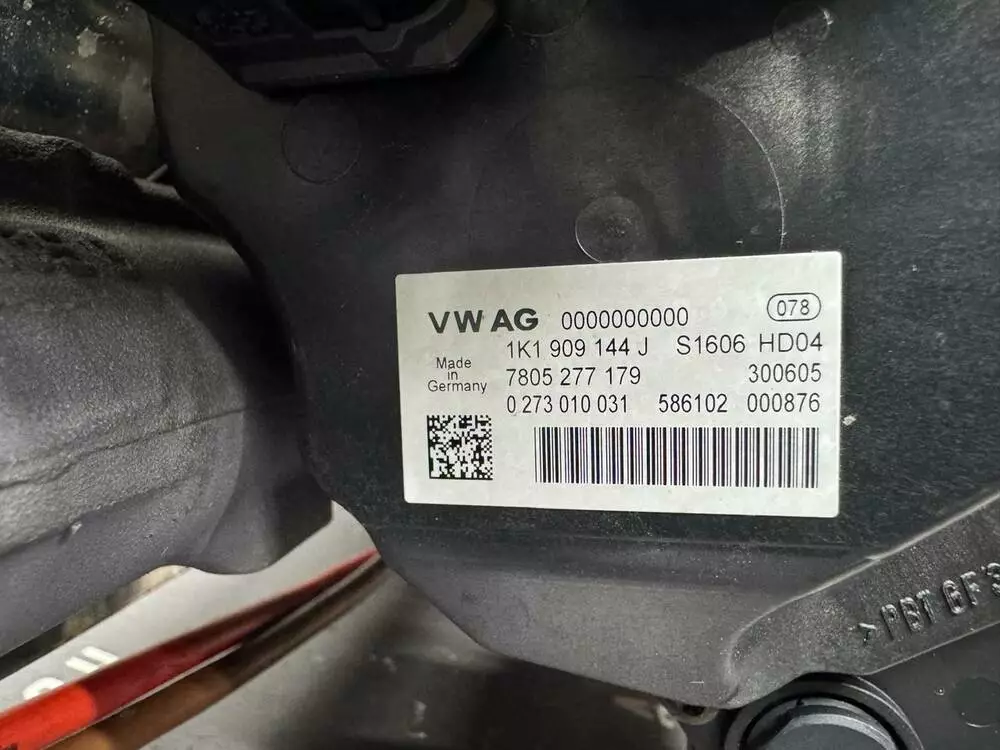 VW AG 0000000000 078
1K1 909 144 J S1606 HD04
Made
in
Germany
7805 277 179 300605
0 273 010 031 586102 000876
>PBT GF3